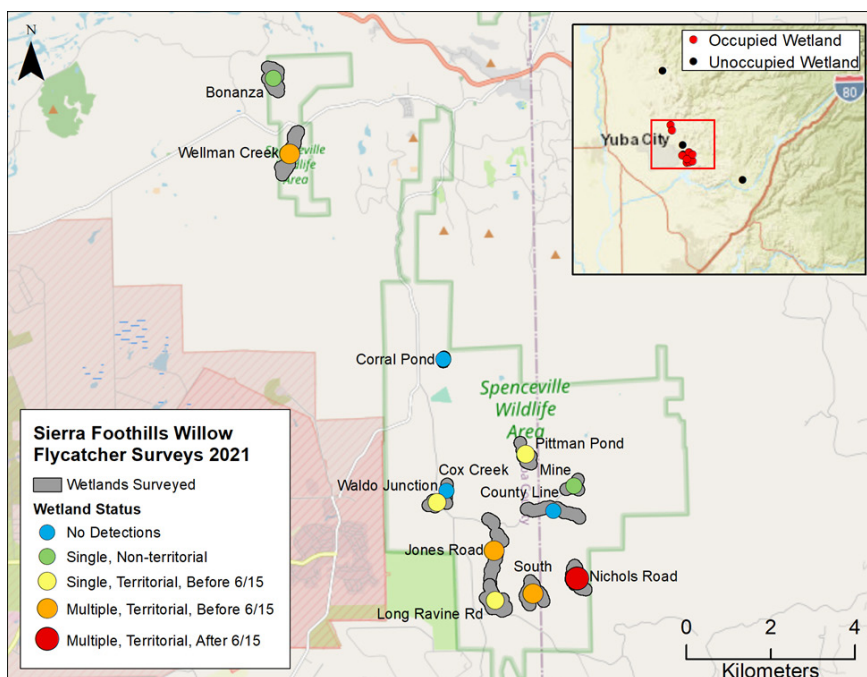 N
Bonanza
Wellman Creek
Spenceville
Wildlife
Area
Corral Pond
Spenceville
Wildlife
Area
Pittman Pond
Cox Creek
Mine
Waldo Junction
County Line
Jones Road
South
Nichols Road
Long Ravine Rd
Occupied Wetland
Unoccupied Wetland
80
Yuba City
Sierra Foothills Willow
Flycatcher Surveys 2021
Wetlands Surveyed
Wetland Status
No Detections
Single, Non-territorial
Single, Territorial, Before 6/15
Multiple, Territorial, Before 6/15
Multiple, Territorial, After 6/15
0 2 4
Kilometers